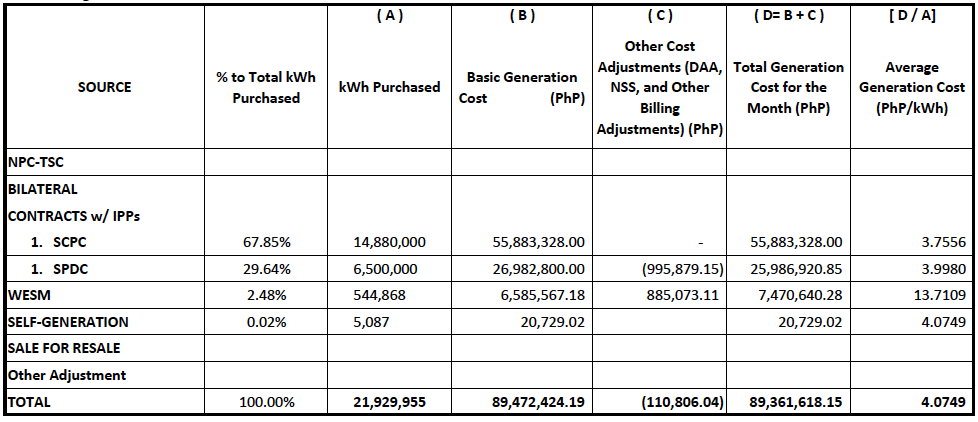 ( A ) ( B ) ( C ) ( D= B + C ) [ D / A]
SOURCE % to Total kWh Purchased kWh Purchased Basic Generation Cost (PhP) Other Cost Adjustments (DAA, NSS, and Other Billing Adjustments) (PhP) Total Generation Cost for the Month (PhP) Average Generation Cost (PhP/kWh)
NPC-TSC
BILATERAL
CONTRACTS w/ IPPs
1. SCPC 67.85% 14,880,000 55,883,328.00 - 55,883,328.00 3.7556
1. SPDC 29.64% 6,500,000 26,982,800.00 (995,879.15) 25,986,920.85 3.9980
WESM 2.48% 544,868 6,585,567.18 885,073.11 7,470,640.28 13.7109
SELF-GENERATION 0.02% 5,087 20,729.02 20,729.02 4.0749
SALE FOR RESALE
Other Adjustment
TOTAL 100.00% 21,929,955 89,472,424.19 (110,806.04) 89,361,618.15 4.0749